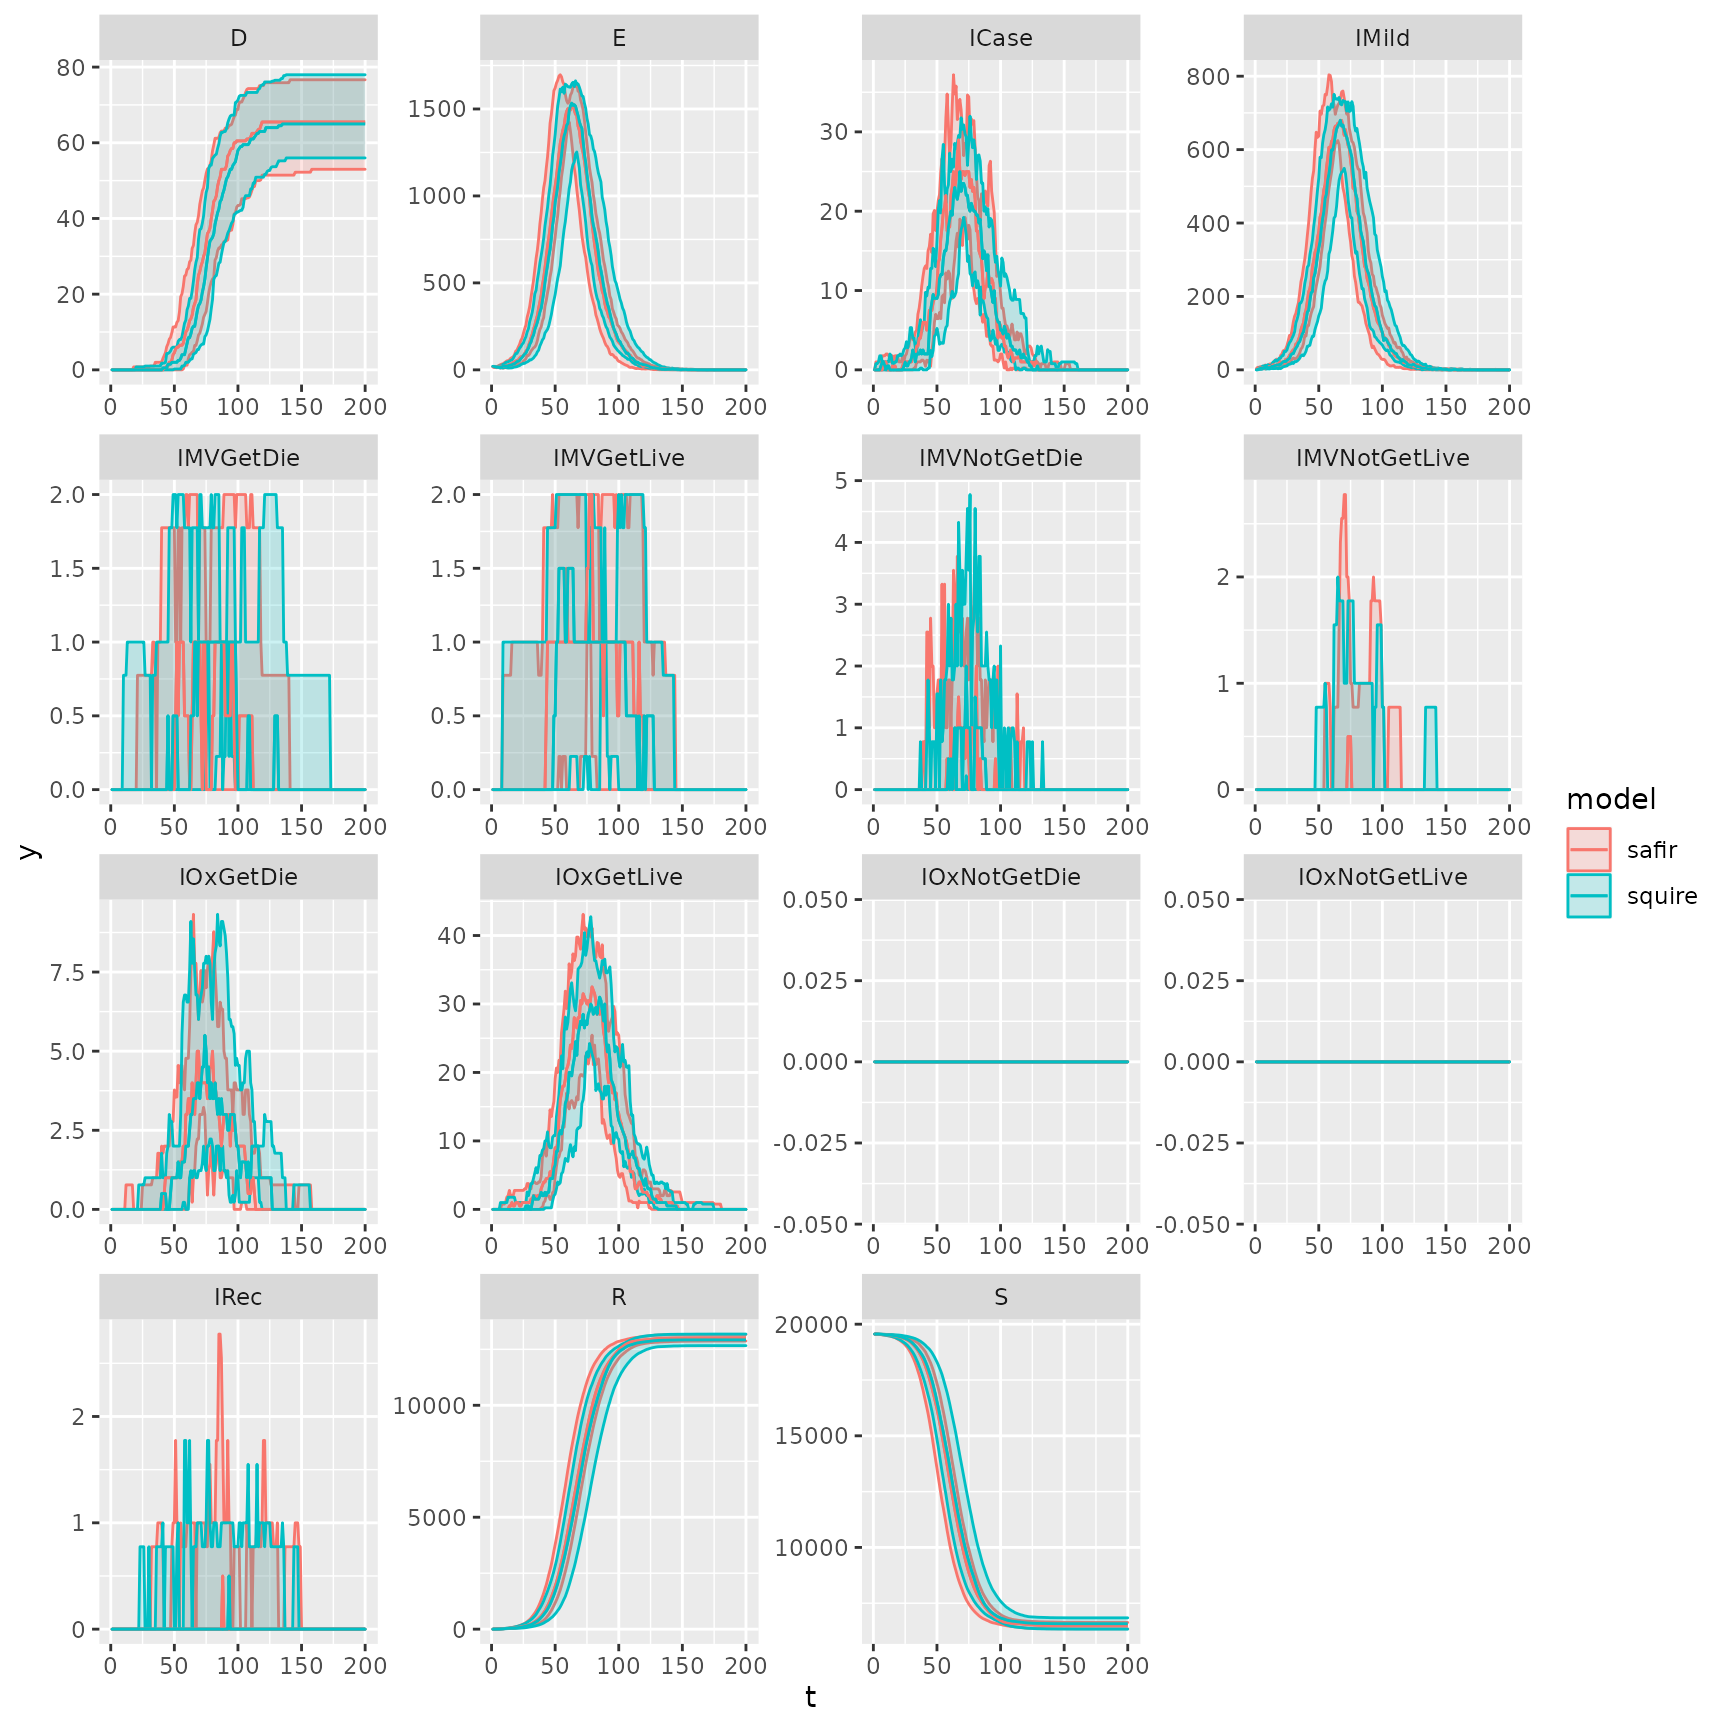 D E ICase IMild
80 60 40 20 0
1500 1000 500 0
30 20 10 0
800 600 400 200 0
0 50 100 150 200 0 50 100 150 200 0 50 100 150 200 0 50 100 150 200
IMVGetDie IMVGetLive IMVNotGetDie IMVNotGetLive
2.0 1.5 1.0 0.5 0.0
2.0 1.5 1.0 0.5 0.0
5 4 3 2 1 0
2 1 0
0 50 100 150 200 0 50 100 150 200 0 50 100 150 200 0 50 100 150 200
model
safir
squire
y
IOxGetDie IOxGetLive IOxNotGetDie IOxNotGetLive
7.5 5.0 2.5 0.0
40 30 20 10 0
0.050 0.025 0.000 -0.025 -0.050
0.050 0.025 0.000 -0.025 -0.050
0 50 100 150 200 0 50 100 150 200 0 50 100 150 200 0 50 100 150 200
IRec R S
2 1 0
10000 5000 0
20000 15000 10000
0 50 100 150 200 0 50 100 150 200 0 50 100 150 200
t